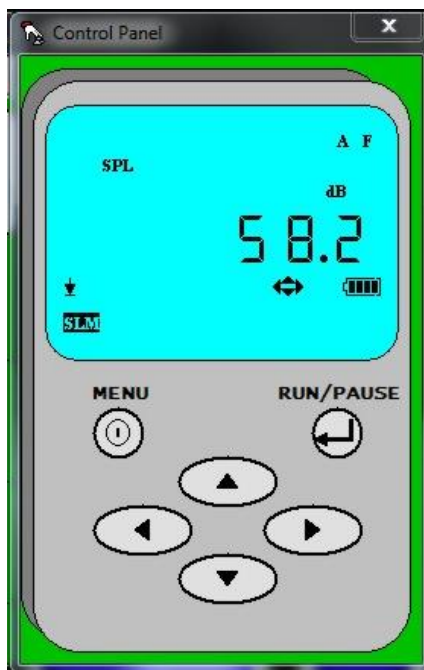 Control Panel
x
A F
SPL
dB
58.2
SLM
MENU RUN/PAUSE